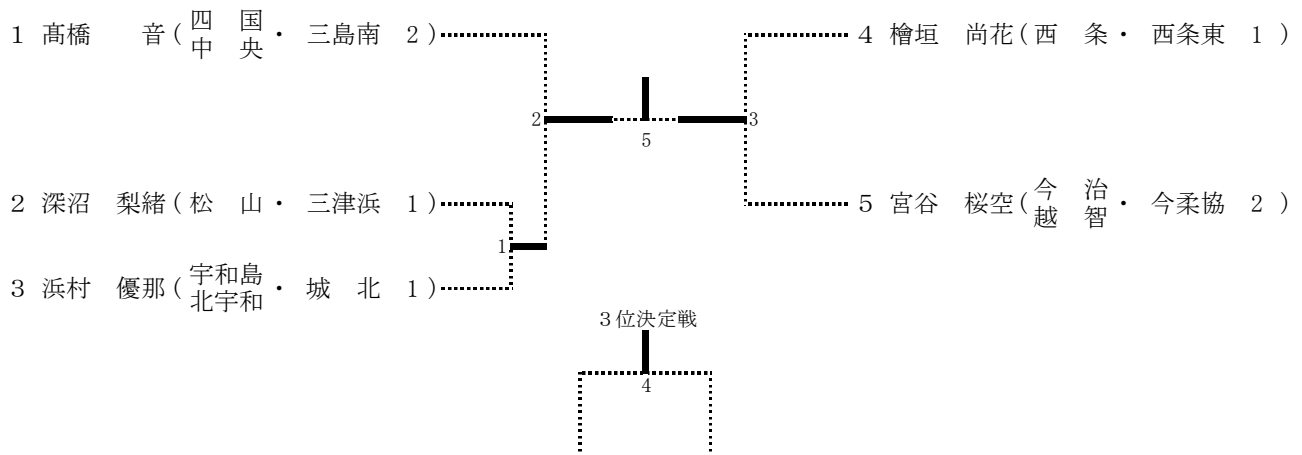 1 髙橋 音(四国中央・三島南 2)
2 深沼 梨緒(松山・三津浜 1)
3 浜村 優那(宇和島北宇和・城北 1)
2
1
5
3
4 檜垣 尚花(西条・西条東 1)
5 宮谷 桜空(今治越智・今柔協 2)
3位決定戦
4